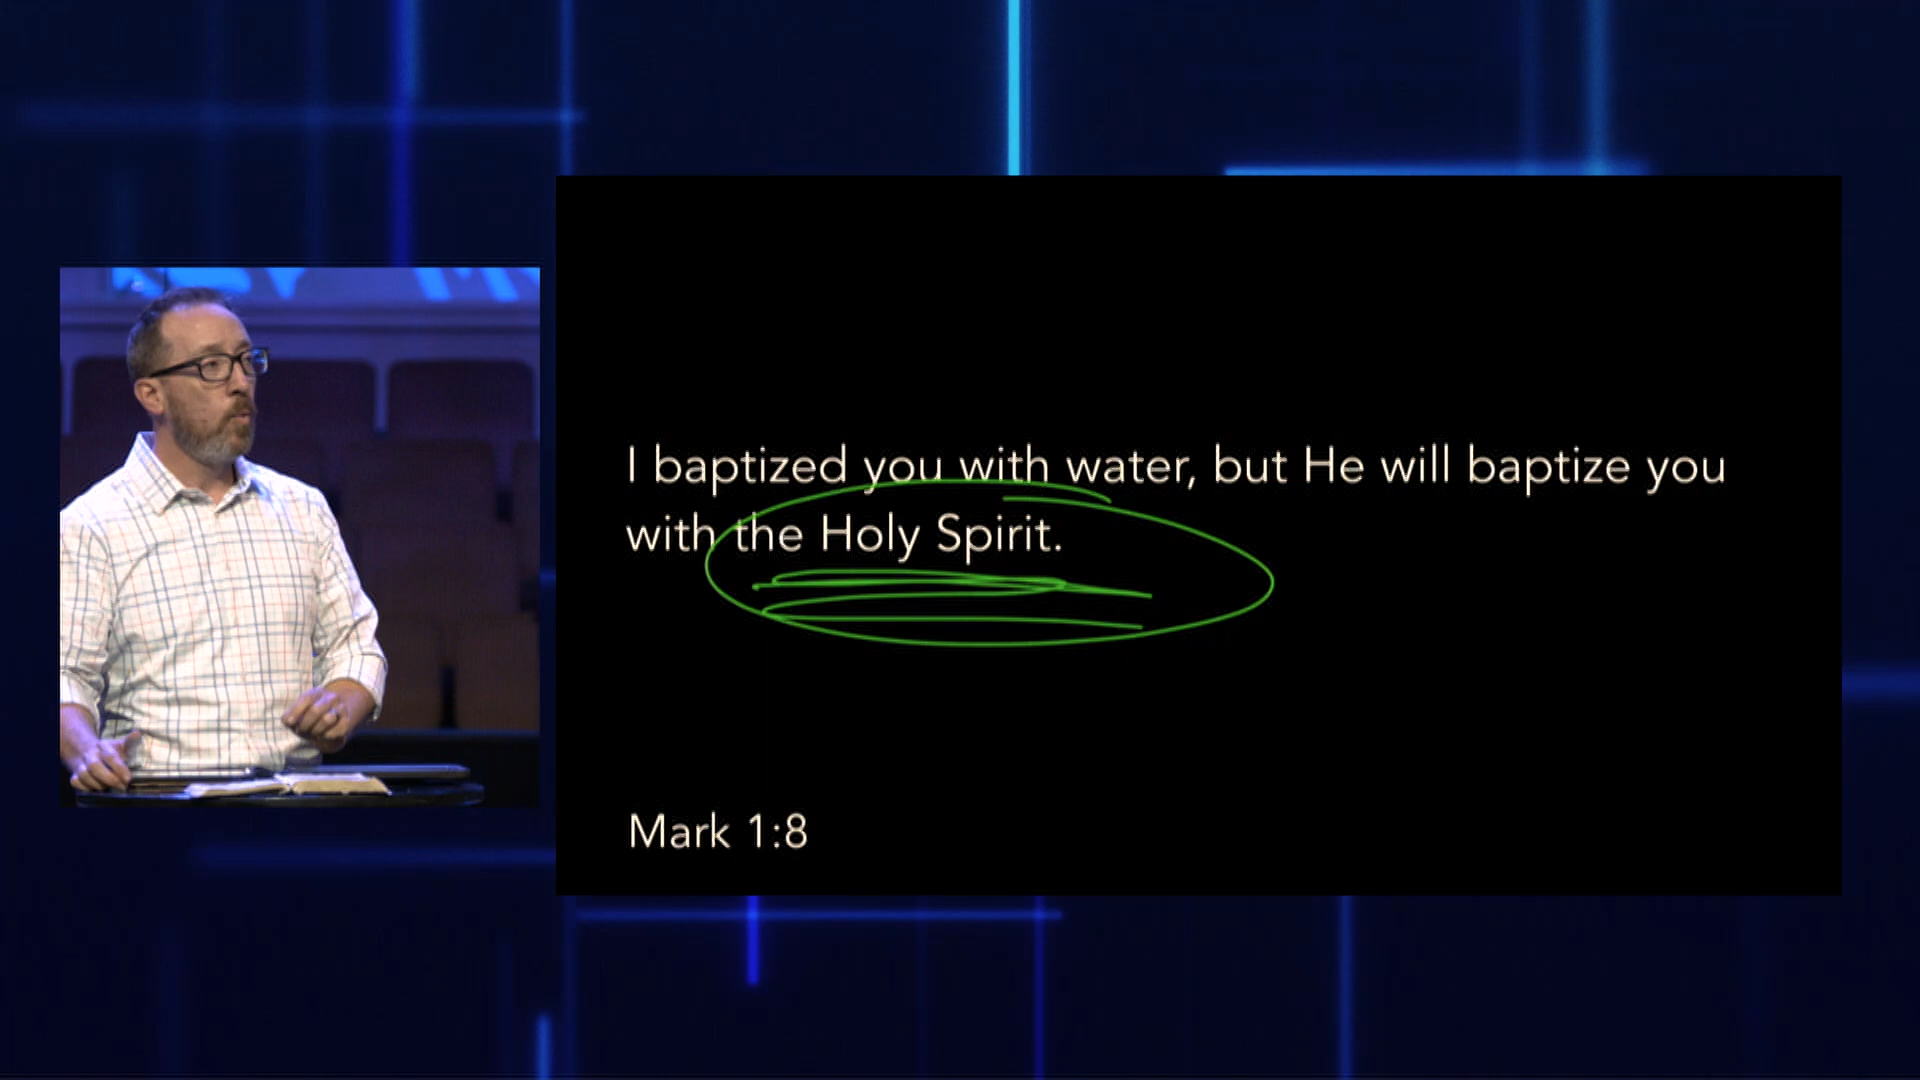 I baptized you with water, but He will baptize you
with the Holy Spirit.
Mark 1:8